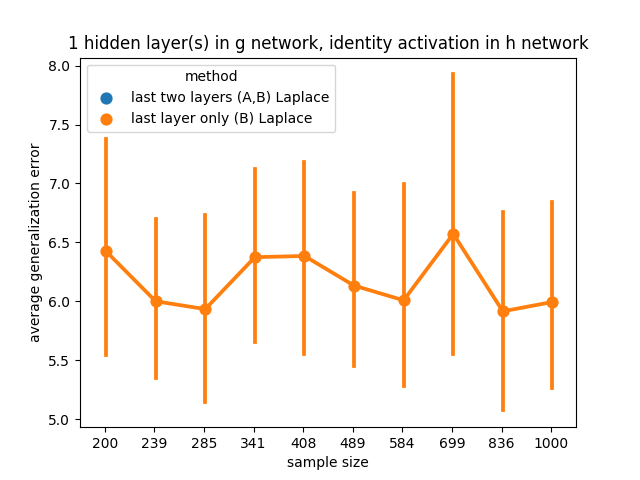 1 hidden layer(s) in g network, identity activation in h network
method
last two layers (A,B) Laplace
last layer only (B) Laplace
average generalization error
8.0
7.5
7.0
6.5
6.0
5.5
5.0
200 239 285 341 408 489 584 699 836 1000
sample size